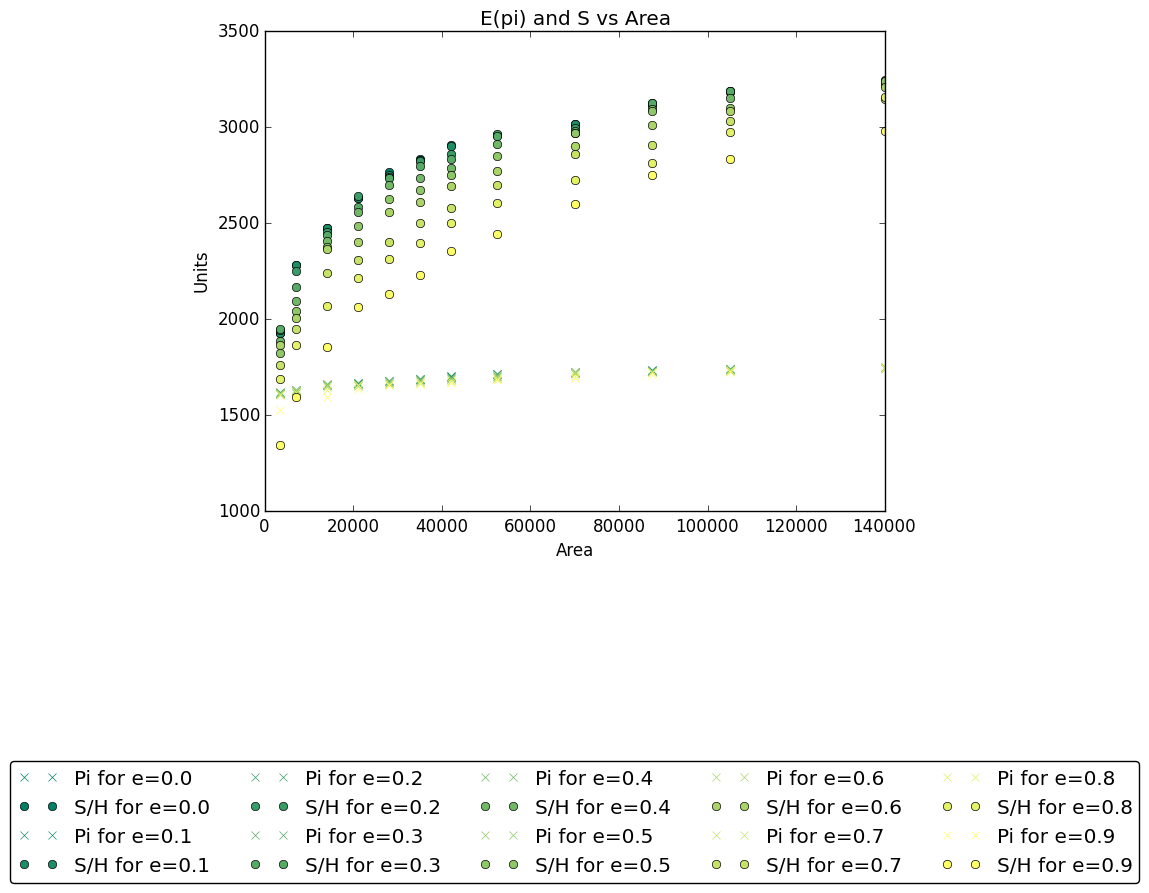 E(pi) and S vs Area
3500
3000
2500
2000
1500
1000
Units
0 20000 40000 60000 80000 100000 120000 140000
Area
Pi for e=0.0 Pi for e=0.2 Pi for e=0.4 Pi for e=0.6 Pi for e=0.8
S/H for e=0.0 S/H for e=0.2 S/H for e=0.4 S/H for e=0.6 S/H for e=0.8
Pi for e=0.1 Pi for e=0.3 Pi for e=0.5 Pi for e=0.7 Pi for e=0.9
S/H for e=0.1 S/H for e=0.3 S/H for e=0.5 S/H for e=0.7 S/H for e=0.9